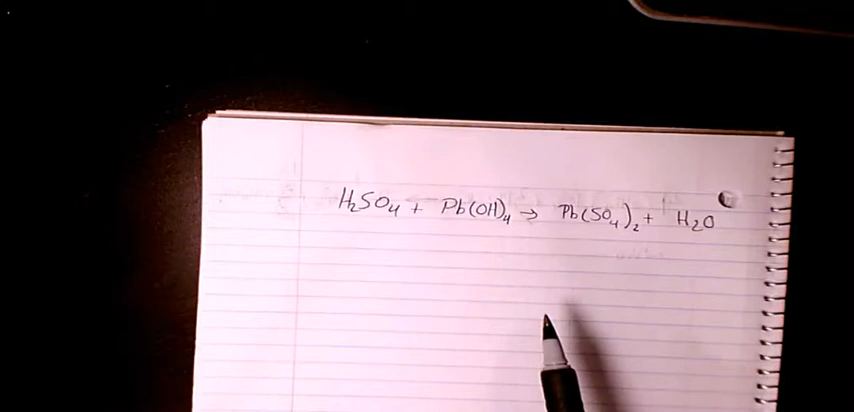 H₂SO₄ + Pb(OH)₄ → Pb(SO₄)₂ + H₂O